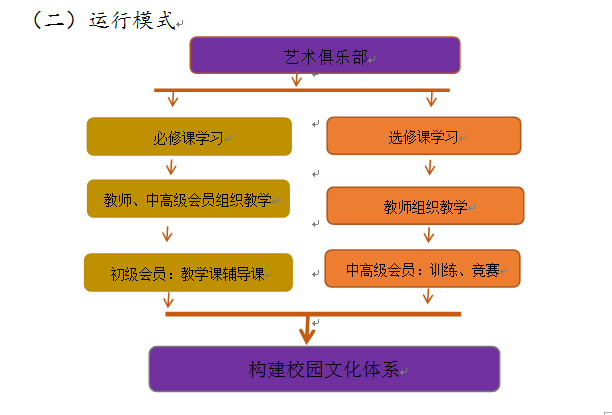 （二）运行模式
艺术俱乐部
必修课学习
选修课学习
教师、中高级会员组织教学
教师组织教学
初级会员：教学课辅导课
中高级会员：训练、竞赛
构建校园文化体系